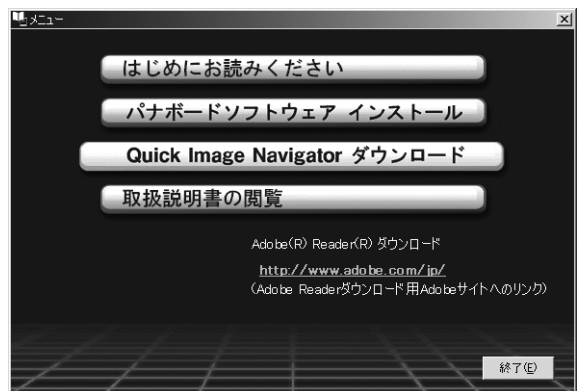 メニュー
はじめにお読みください
パナボードソフトウェア インストール
Quick Image Navigator ダウンロード
取扱説明書の閲覧
Adobe(R) Reader(R) ダウンロード
http://www.adobe.com/jp/
(Adobe Readerダウンロード用Adobeサイトへのリンク)
終了(E)